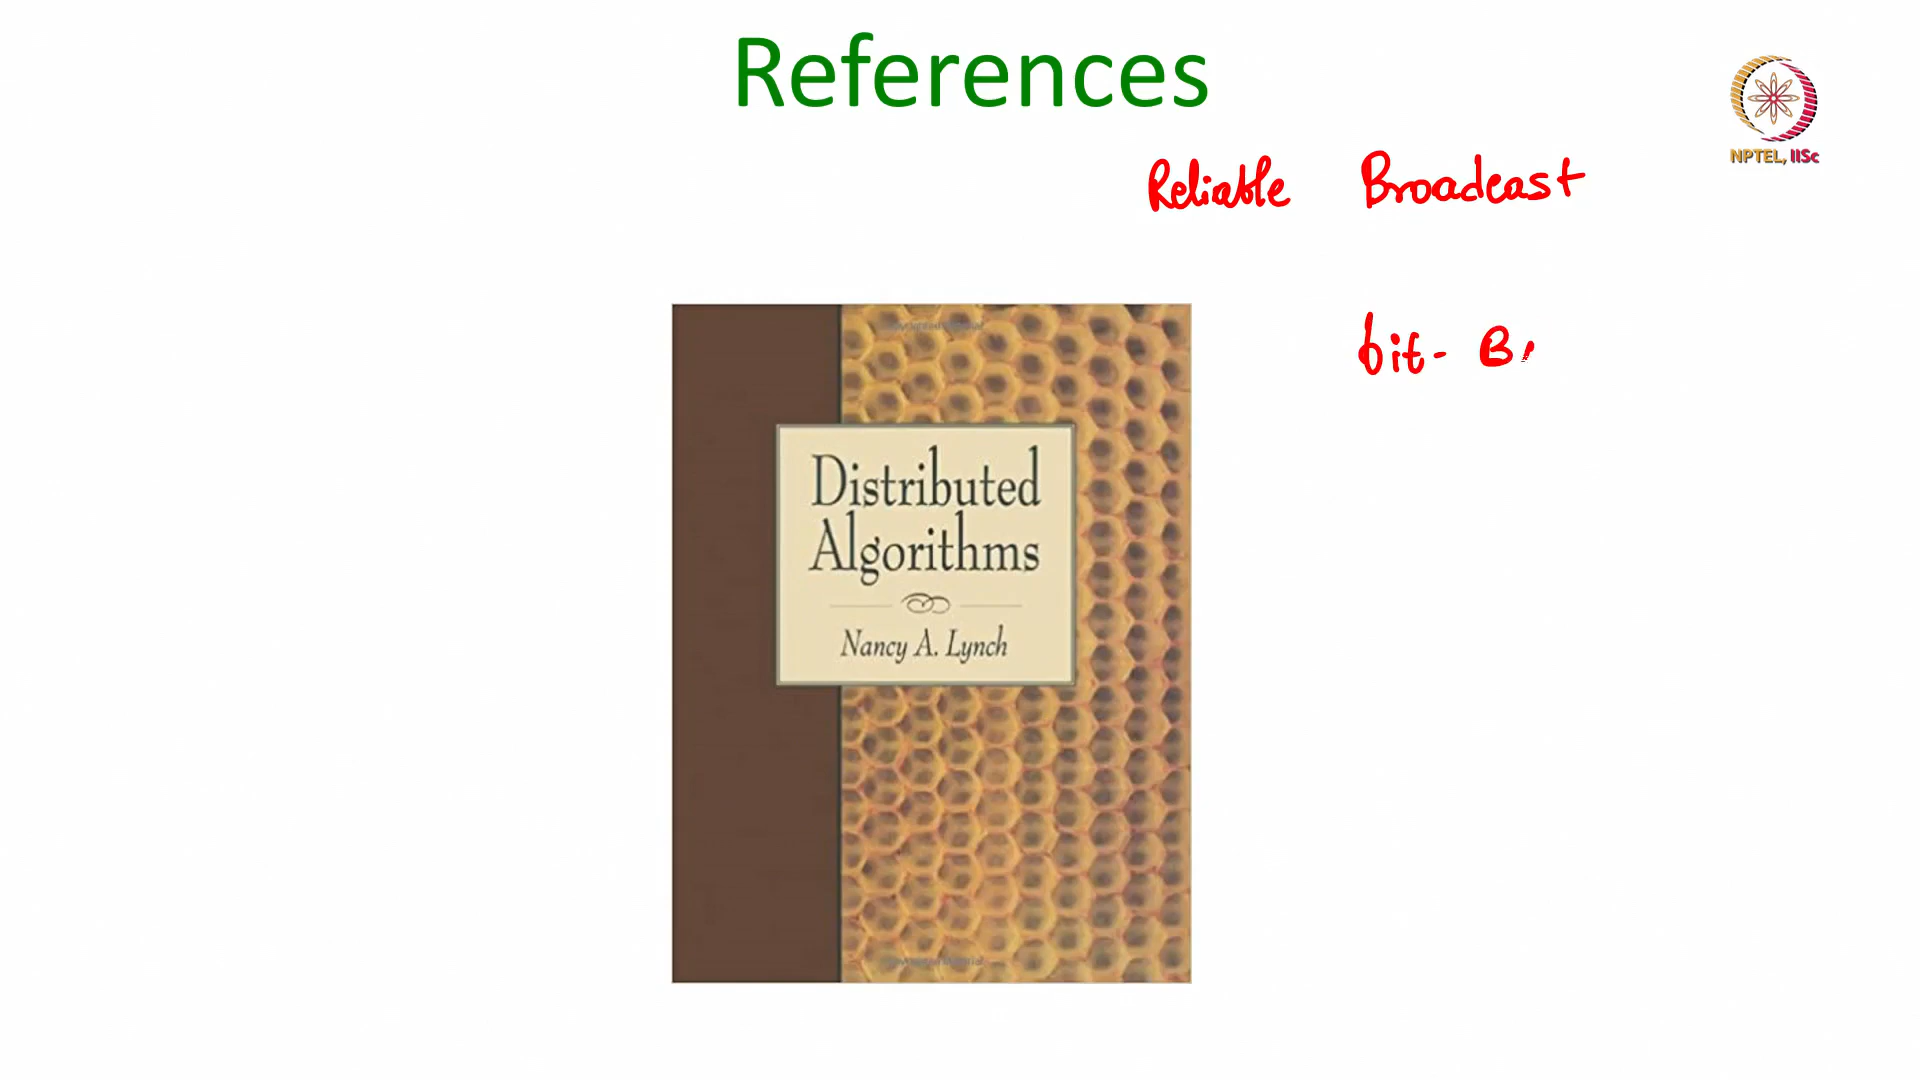 References
NPTEL, IISc
Reliable Broadcast
bit- B
Distributed
Algorithms
Nancy A. Lynch